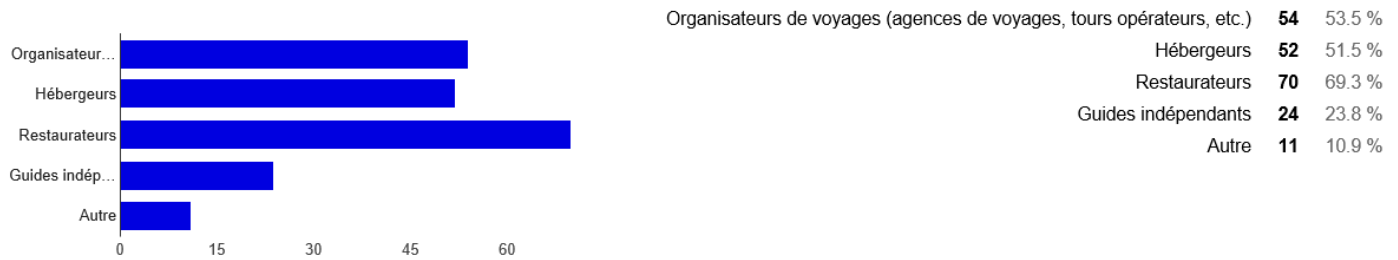 Organisateur...
Hébergeurs
Restaurateurs
Guides indép...
Autre
0 15 30 45 60
Organisateurs de voyages (agences de voyages, tours opérateurs, etc.) 54 53.5 %
Hébergeurs 52 51.5 %
Restaurateurs 70 69.3 %
Guides indépendants 24 23.8 %
Autre 11 10.9 %